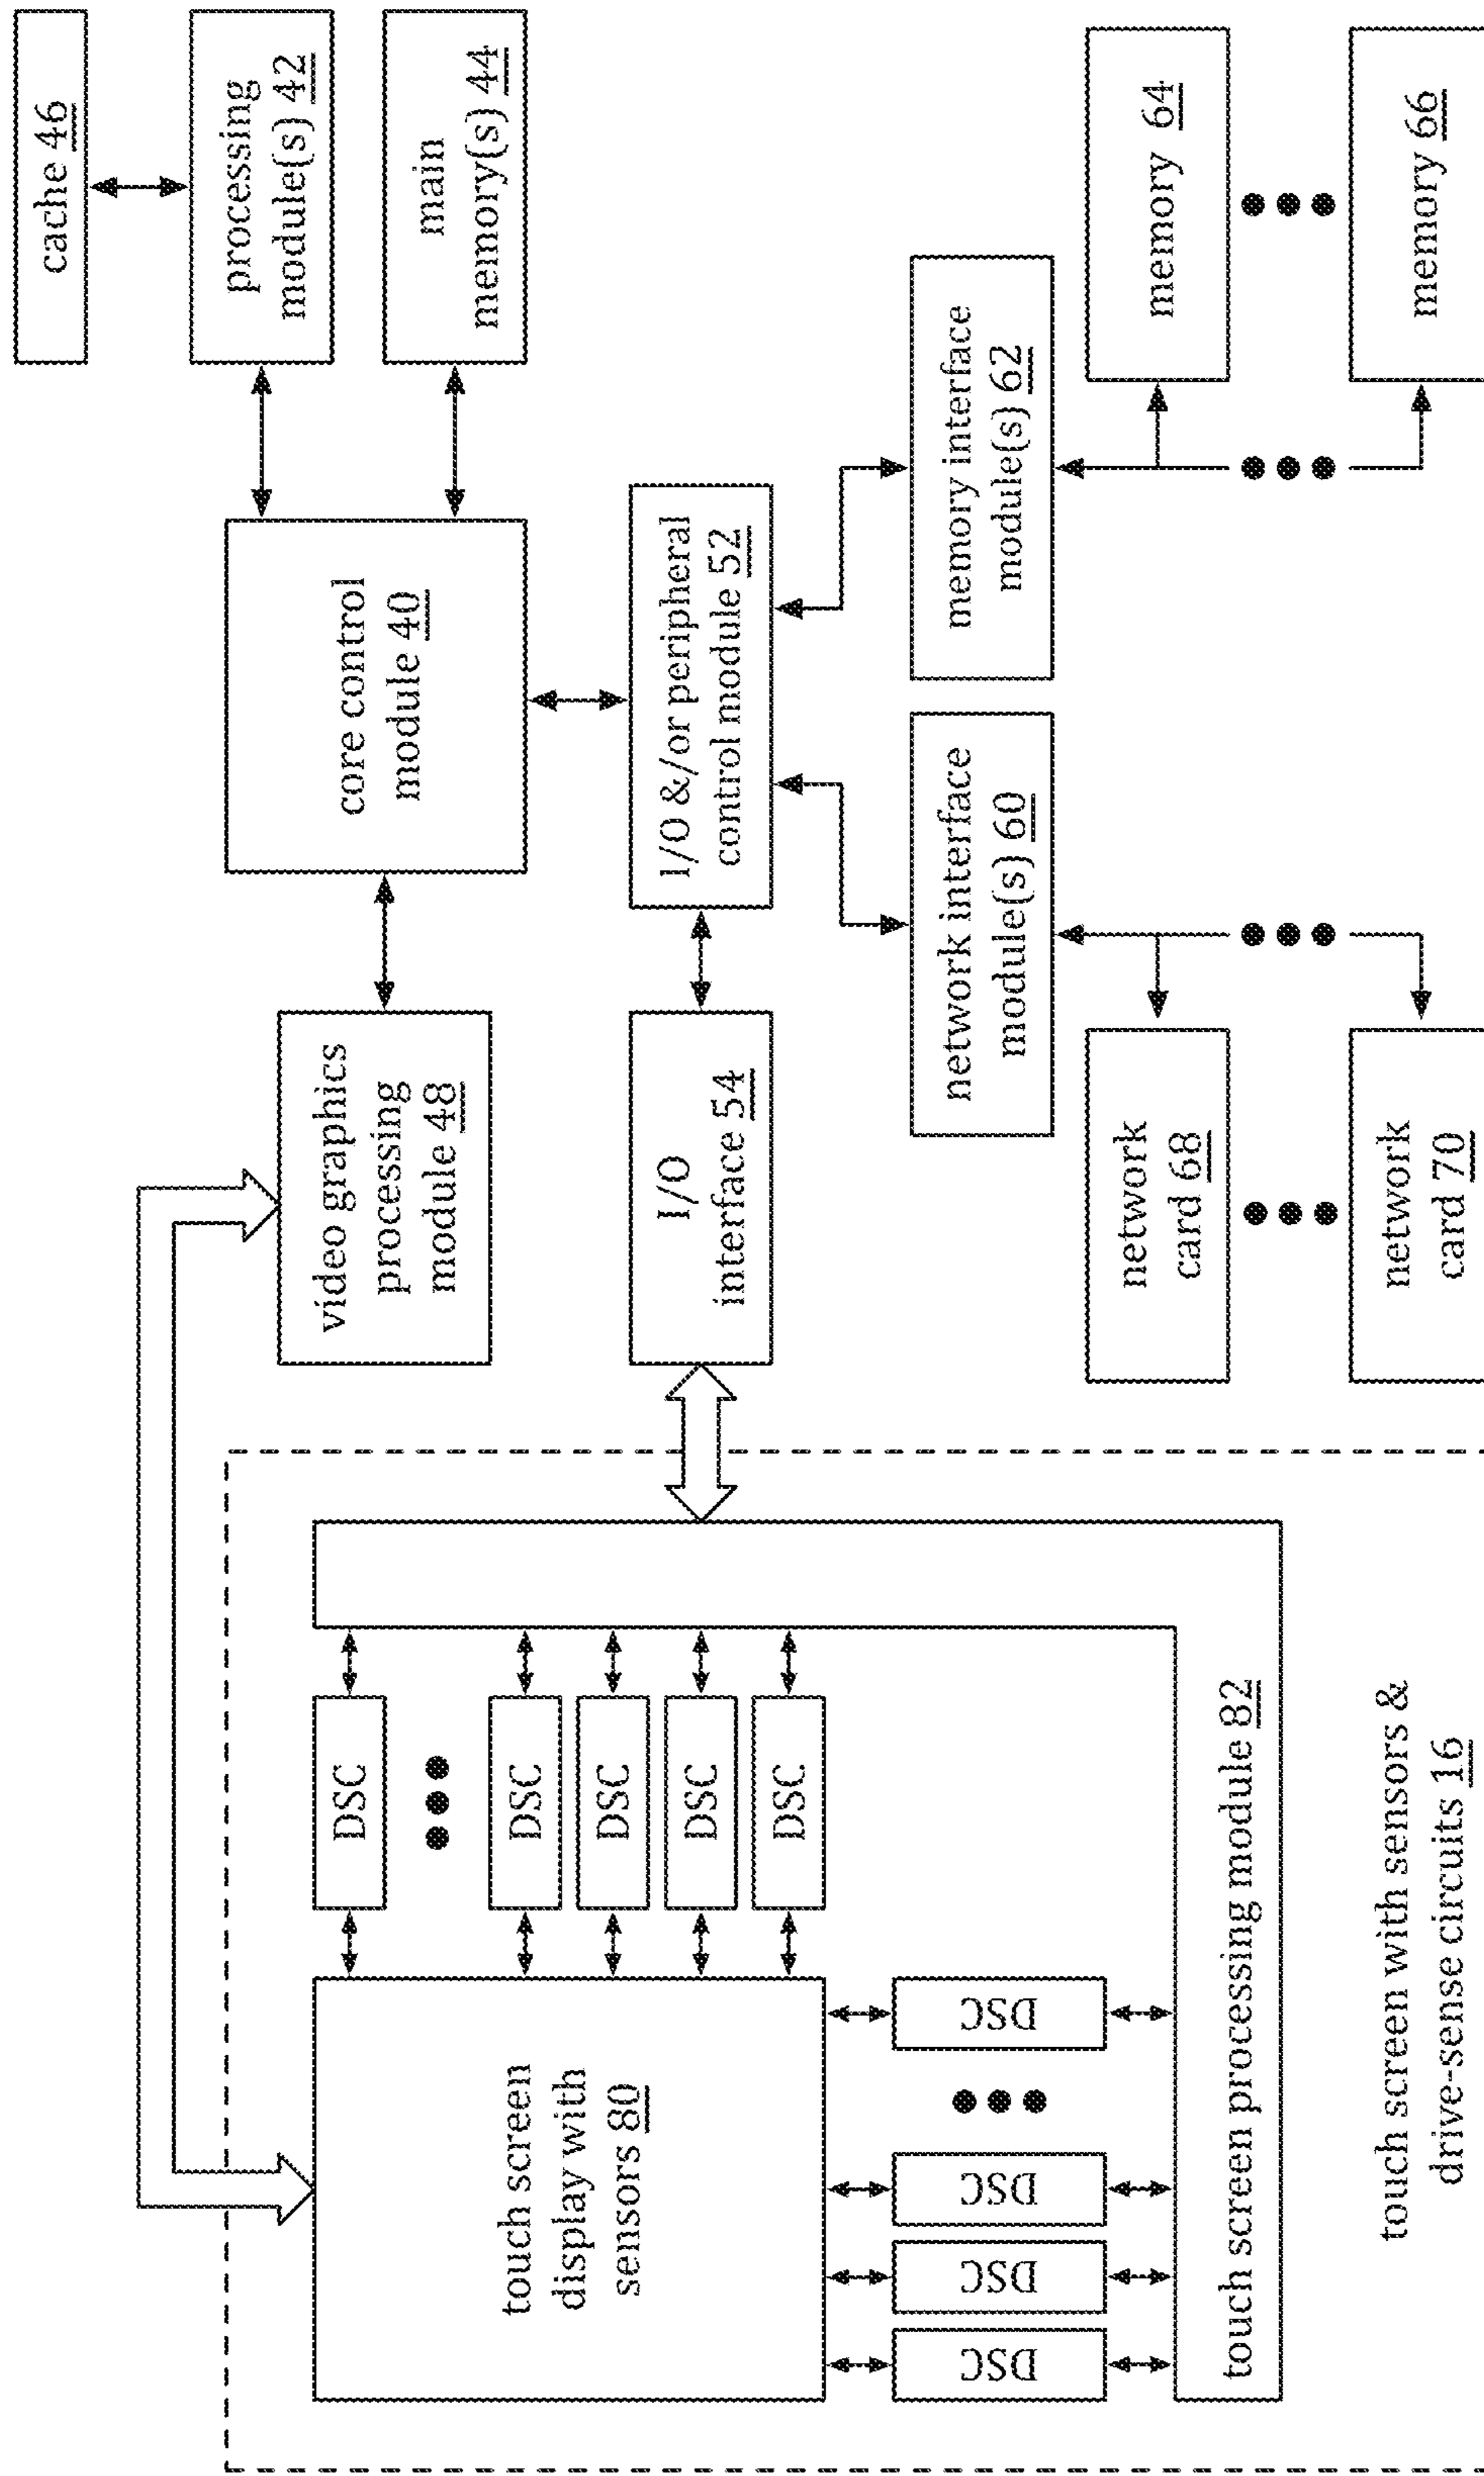 cache 46
processing
module(s) 42
main
memory(s) 44
core control
module 40
video graphics
processing
module 48
I/O &/or peripheral
control module 52
I/O
interface 54
memory interface
module(s) 62
network interface
module(s) 60
memory 64
memory 66
network
card 68
network
card 70
touch screen
display with
sensors 80
DSC
DSC
DSC
DSC
DSC
DSC
DSC
DSC
DSC
touch screen processing module 82
touch screen with sensors &
drive-sense circuits 16